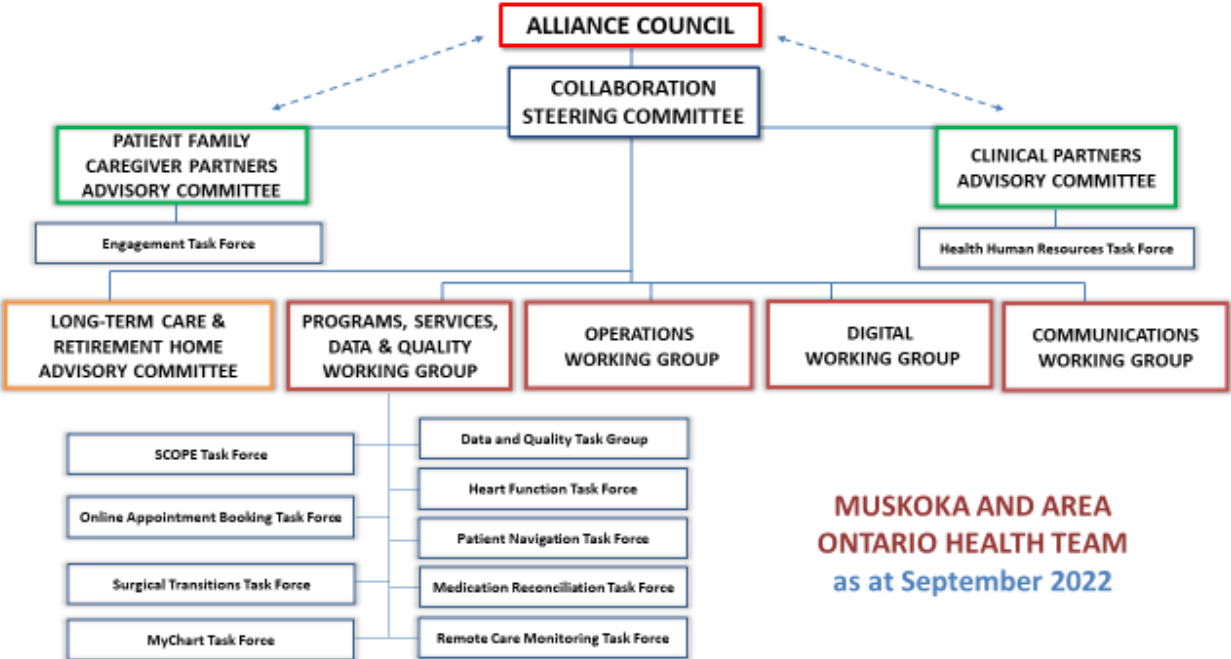 ALLIANCE COUNCIL
COLLABORATION
STEERING COMMITTEE
PATIENT FAMILY
CAREGIVER PARTNERS
ADVISORY COMMITTEE
CLINICAL PARTNERS
ADVISORY COMMITTEE
Engagement Task Force
Health Human Resources Task Force
LONG-TERM CARE &
RETIREMENT HOME
ADVISORY COMMITTEE
PROGRAMS, SERVICES,
DATA & QUALITY
WORKING GROUP
OPERATIONS
WORKING GROUP
DIGITAL
WORKING GROUP
COMMUNICATIONS
WORKING GROUP
SCOPE Task Force
Online Appointment Booking Task Force
Surgical Transitions Task Force
MyChart Task Force
Data and Quality Task Group
Heart Function Task Force
Patient Navigation Task Force
Medication Reconciliation Task Force
Remote Care Monitoring Task Force
MUSKOKA AND AREA
ONTARIO HEALTH TEAM
as at September 2022